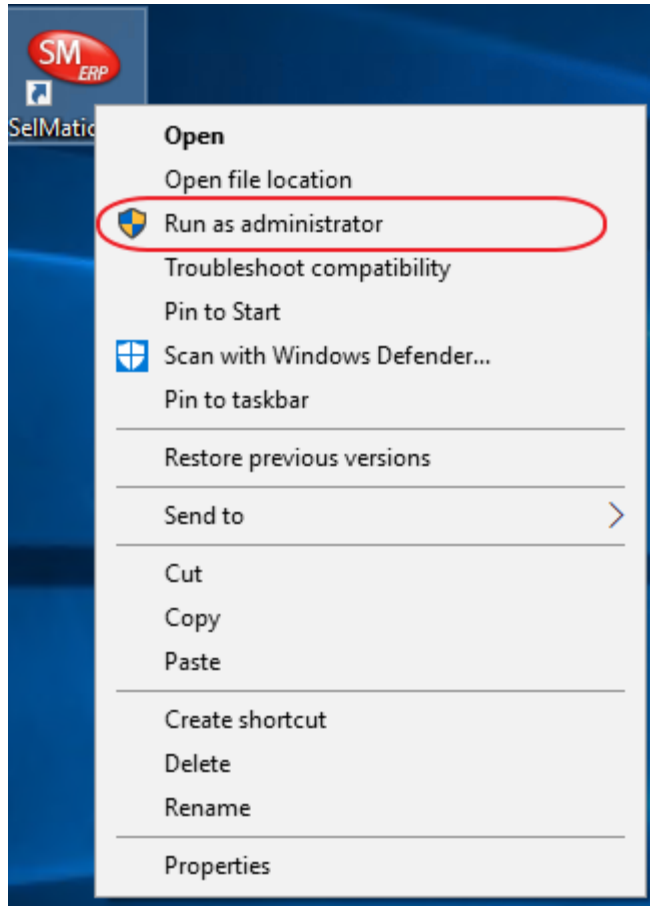 SM
ERP
SelMatic
Open
Open file location
Run as administrator
Troubleshoot compatibility
Pin to Start
Scan with Windows Defender...
Pin to taskbar
Restore previous versions
Send to
Cut
Copy
Paste
Create shortcut
Delete
Rename
Properties